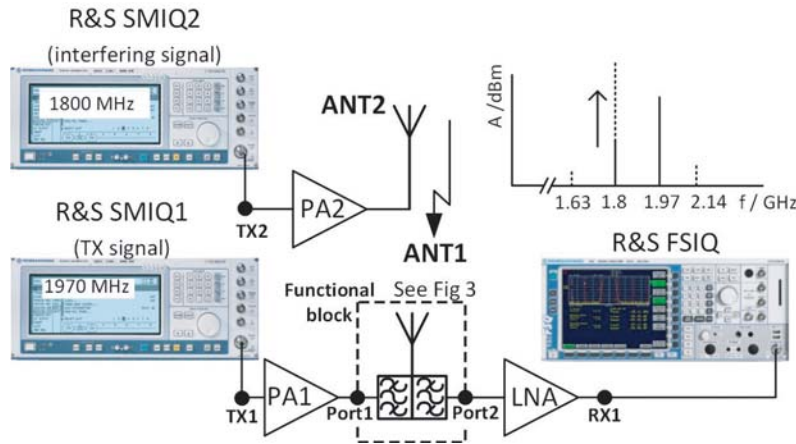 R&S SMIQ2
(interfering signal)
1800 MHz
ANT2
PA2
TX2
A /dBm
1.63 1.8 1.97 2.14 f / GHz
R&S SMIQ1
(TX signal)
1970 MHz
ANT1
R&S FSIQ
Functional
block
See Fig 3
TX1
PA1
Port1
Port2
LNA
RX1